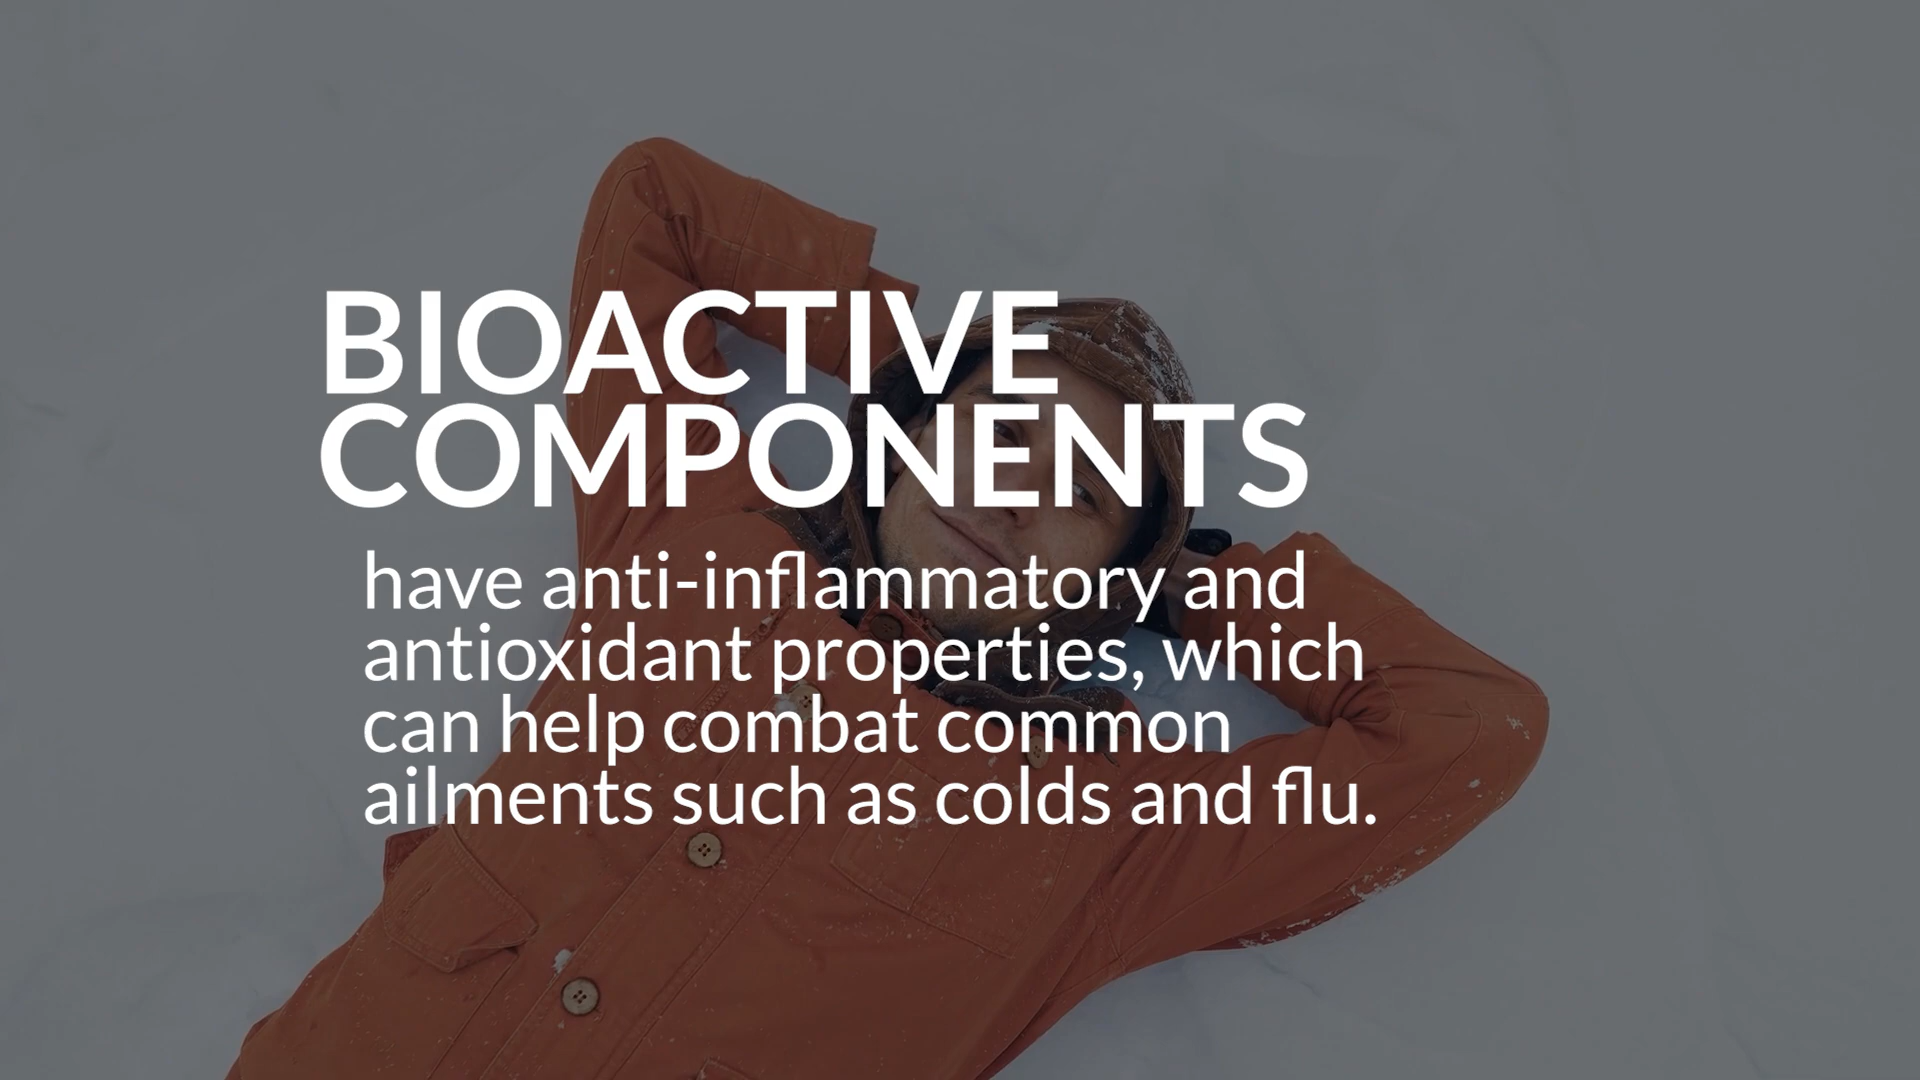 BIOACTIVE
COMPONENTS
have anti-inflammatory and
antioxidant properties, which
can help combat common
ailments such as colds and flu.